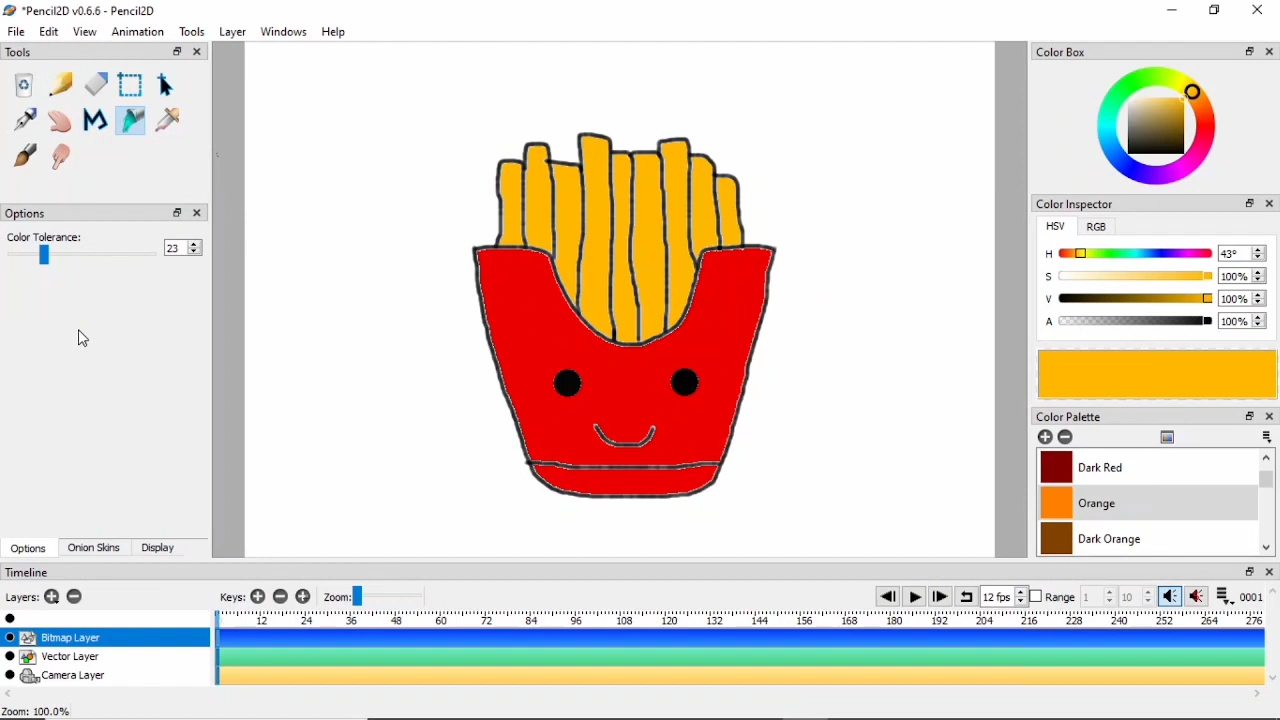 *Pencil2D v0.6.6 - Pencil2D
File Edit View Animation Tools Layer Windows Help
Tools
Options
Color Tolerance:
23
Options Onion Skins Display
Color Box
Color Inspector
HSV RGB
H 43°
S 100%
V 100%
A 100%
Color Palette
Dark Red
Orange
Dark Orange
Timeline
Layers: Keys: Zoom: 12 fps Range 1 10 0001
12 24 36 48 60 72 84 96 108 120 132 144 156 168 180 192 204 216 228 240 252 264 276
Bitmap Layer
Vector Layer
Camera Layer
Zoom: 100.0%